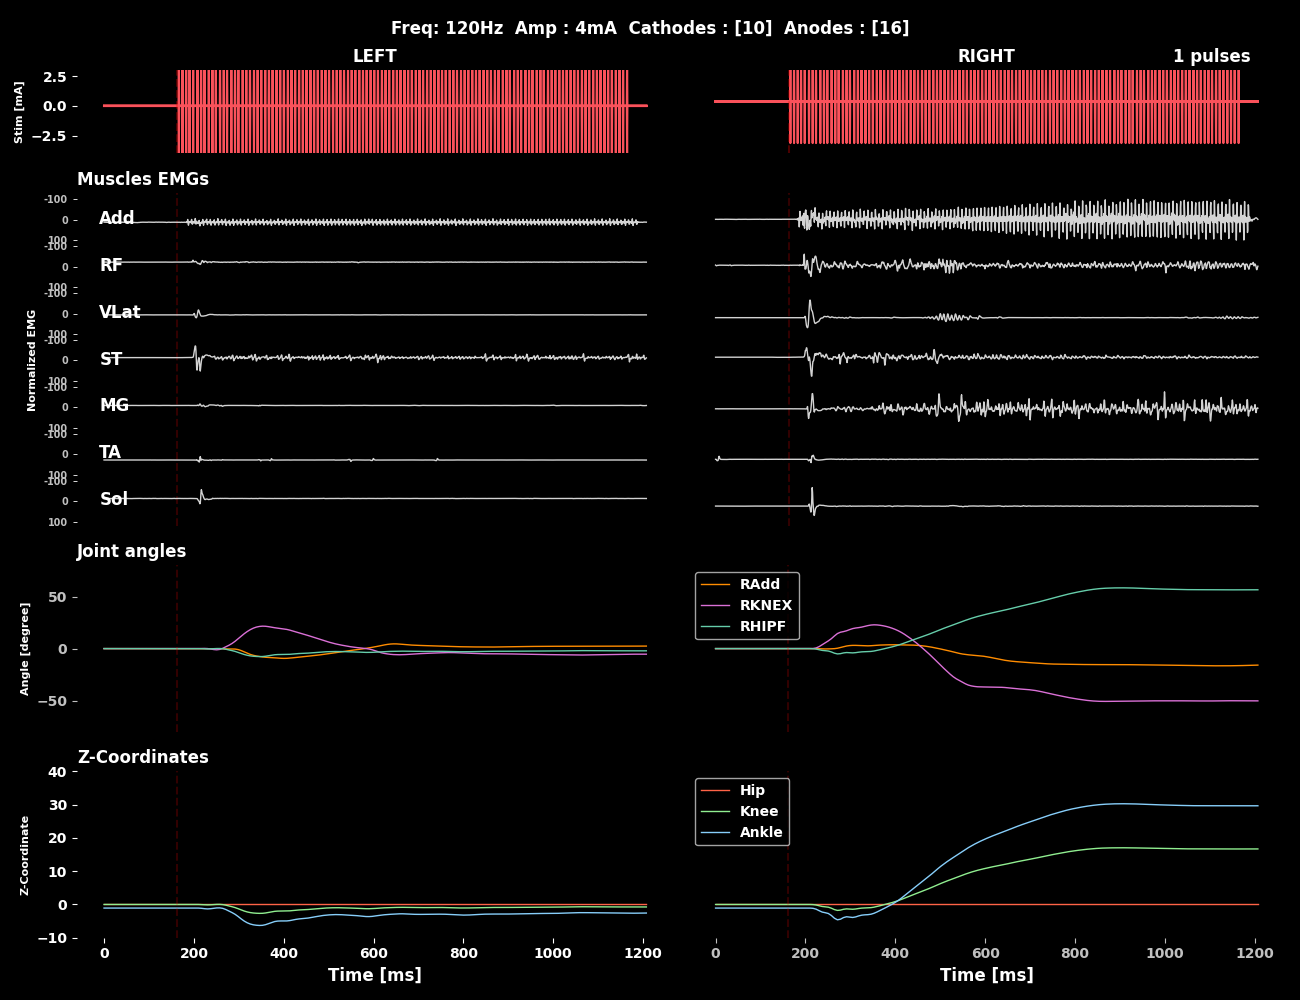 Freq: 120Hz  Amp : 4mA  Cathodes : [10]  Anodes : [16]
LEFT
RIGHT
1 pulses
Stim [mA]
2.5
0.0
−2.5
Muscles EMGs
Normalized EMG
-100
0
100
Add
-100
0
100
RF
-100
0
100
VLat
-100
0
100
ST
-100
0
100
MG
-100
0
100
TA
-100
0
100
Sol
Joint angles
Angle [degree]
50
0
−50
RAdd
RKNEX
RHIPF
Z-Coordinates
Z-Coordinate
40
30
20
10
0
−10
Hip
Knee
Ankle
0 200 400 600 800 1000 1200
Time [ms]
0 200 400 600 800 1000 1200
Time [ms]